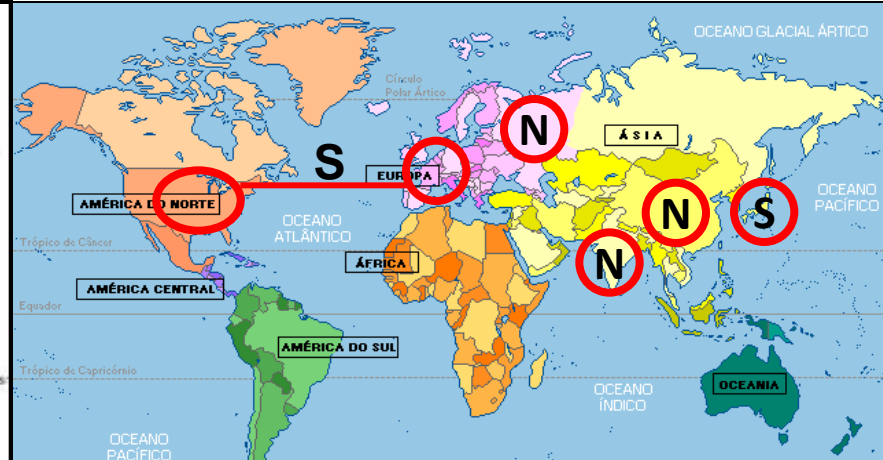 OCEANO GLACIAL ÁRTICO
Círculo
Polar Ártico
N
ÁSIA
S
EUROPA
AMÉRICA DO NORTE
OCEANO
ATLÂNTICO
N
S
OCEANO
PACÍFICO
Trópico de Câncer
ÁFRICA
N
AMÉRICA CENTRAL
Equador
AMÉRICA DO SUL
Trópico de Capricórnio
OCEANO
ÍNDICO
OCEANIA
OCEANO
PACÍFICO